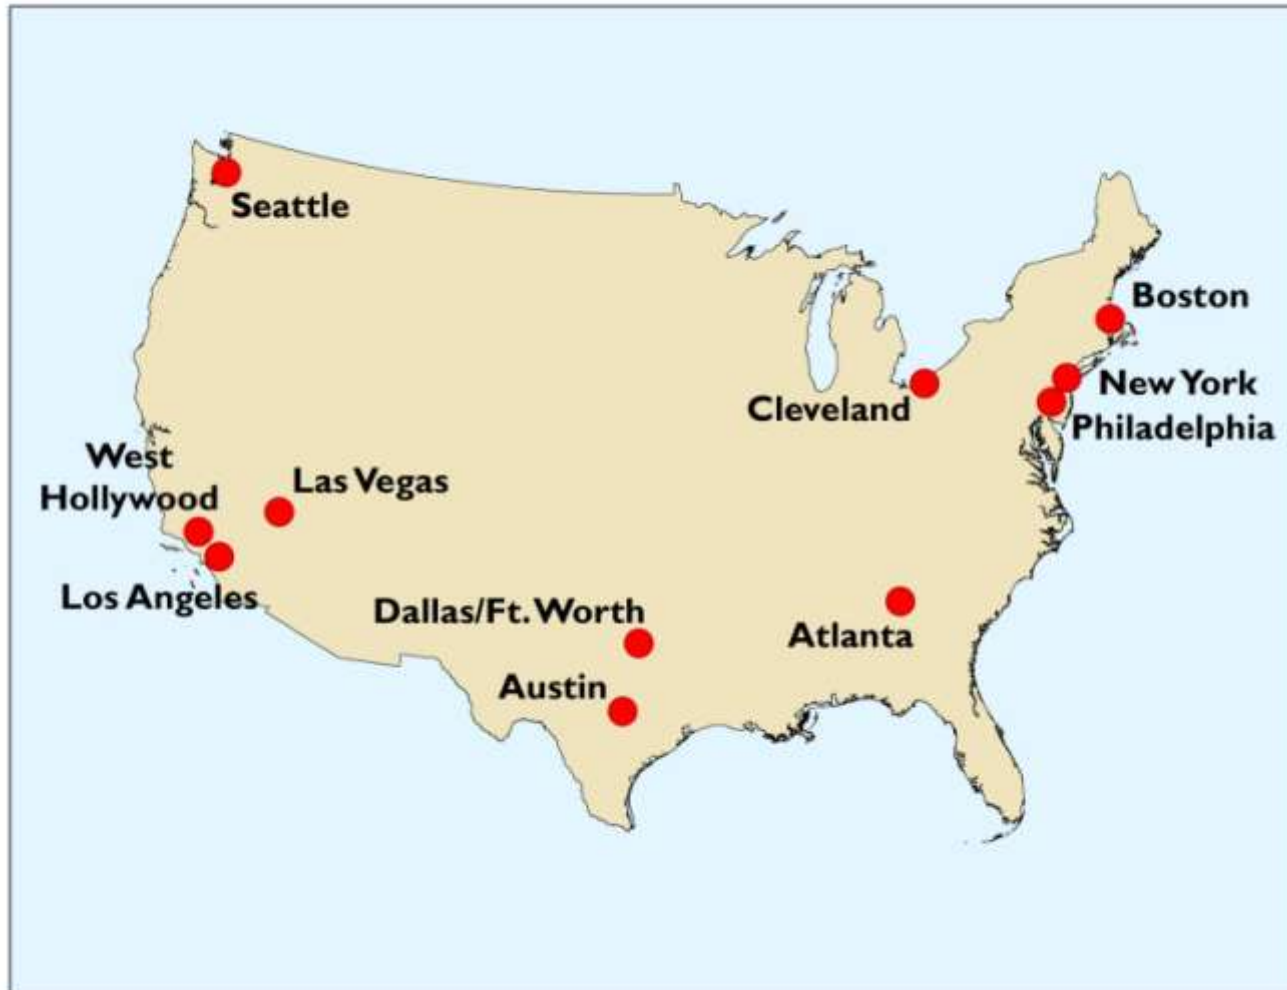 Seattle
Boston
New York
Cleveland
Philadelphia
West
Hollywood
Las Vegas
Los Angeles
Dallas/Ft. Worth
Atlanta
Austin